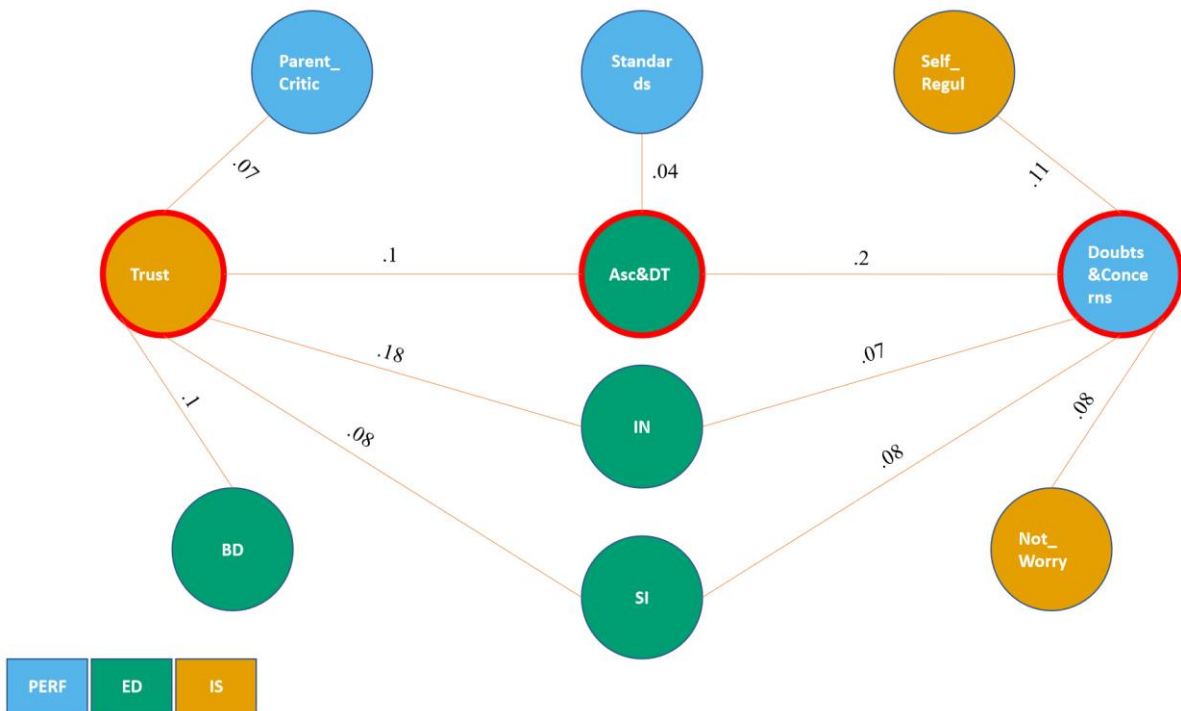 Parent_
Critic
Standar
ds
Self_
Regul
.07
.04
.11
Trust
.1
Asc&DT
.2
Doubts
&Conce
rns
.18
.07
.1
.08
IN
.08
.08
BD
SI
Not_
Worry
PERF
ED
IS